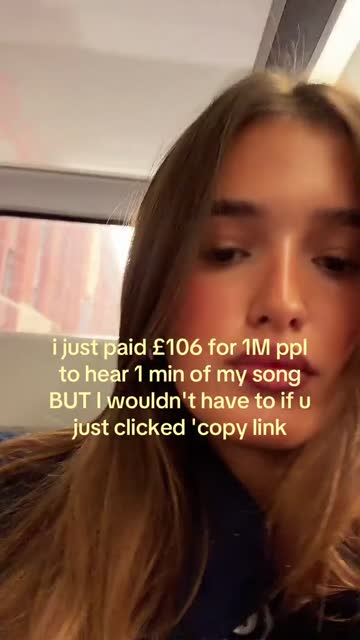 i just paid £106 for 1M ppl
to hear 1 min of my song
BUT I wouldn't have to if u
just clicked 'copy link